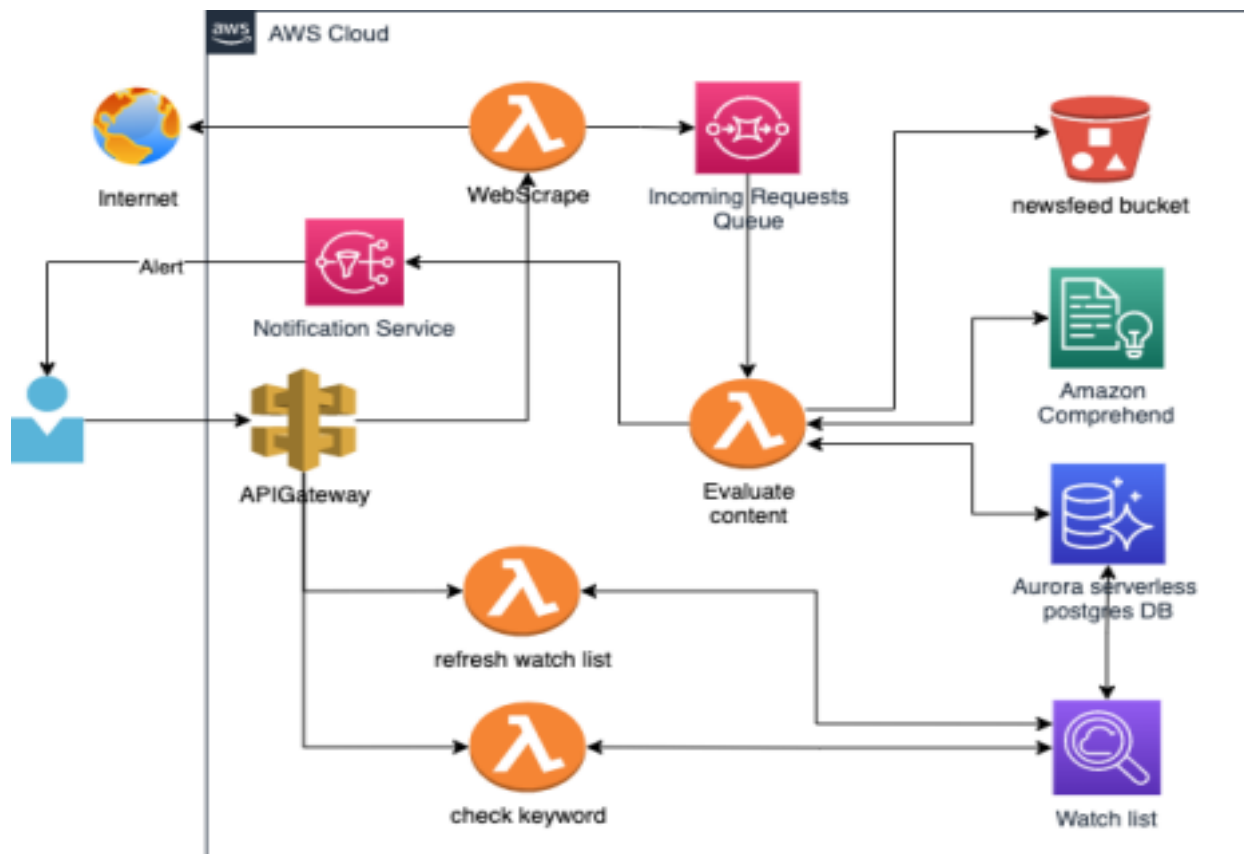 aws
AWS Cloud
Internet
WebScrape
Incoming Requests
Queue
newsfeed bucket
Alert
Notification Service
Amazon
Comprehend
APIGateway
Evaluate
content
Aurora serverless
postgres DB
refresh watch list
check keyword
Watch list